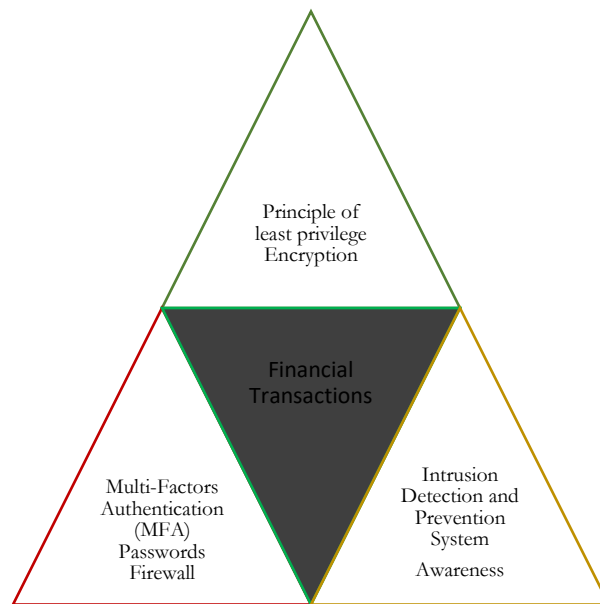 Principle of
least privilege
Encryption
Financial
Transactions
Multi-Factors
Authentication
(MFA)
Passwords
Firewall
Intrusion
Detection and
Prevention
System
Awareness